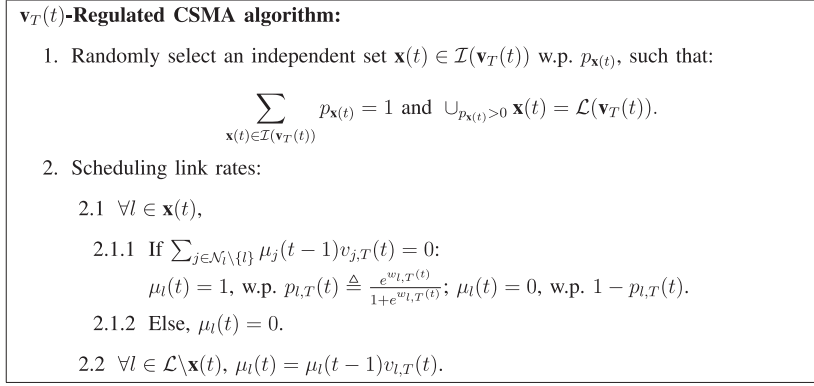 v_T(t)-Regulated CSMA algorithm:
1. Randomly select an independent set x(t) ∈ I(v_T(t)) w.p. p_{x(t)}, such that:
∑_{x(t)∈I(v_T(t))} p_{x(t)} = 1 and ∪_{p_{x(t)}>0} x(t) = L(v_T(t)).
2. Scheduling link rates:
2.1 ∀l ∈ x(t),
2.1.1 If ∑_{j∈N_l\{l}} μ_j(t − 1)v_{j,T}(t) = 0:
μ_l(t) = 1, w.p. p_{l,T}(t) ≜ e^{w_{l,T}(t)}/(1+e^{w_{l,T}(t)}); μ_l(t) = 0, w.p. 1 − p_{l,T}(t).
2.1.2 Else, μ_l(t) = 0.
2.2 ∀l ∈ L\x(t), μ_l(t) = μ_l(t − 1)v_{l,T}(t).